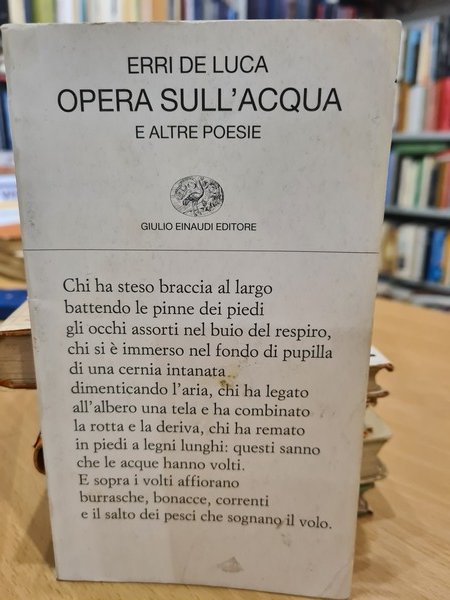 ERRI DE LUCA
OPERA SULL'ACQUA
E ALTRE POESIE
GIULIO EINAUDI EDITORE
Chi ha steso braccia al largo
battendo le pinne dei piedi
gli occhi assorti nel buio del respiro,
chi si è immerso nel fondo di pupilla
di una cernia intanata
dimenticando l'aria, chi ha legato
all'albero una tela e ha combinato
la rotta e la deriva, chi ha remato
in piedi a legni lunghi: questi sanno
che le acque hanno volti.
E sopra i volti affiorano
burrasche, bonacce, correnti
e il salto dei pesci che sognano il volo.